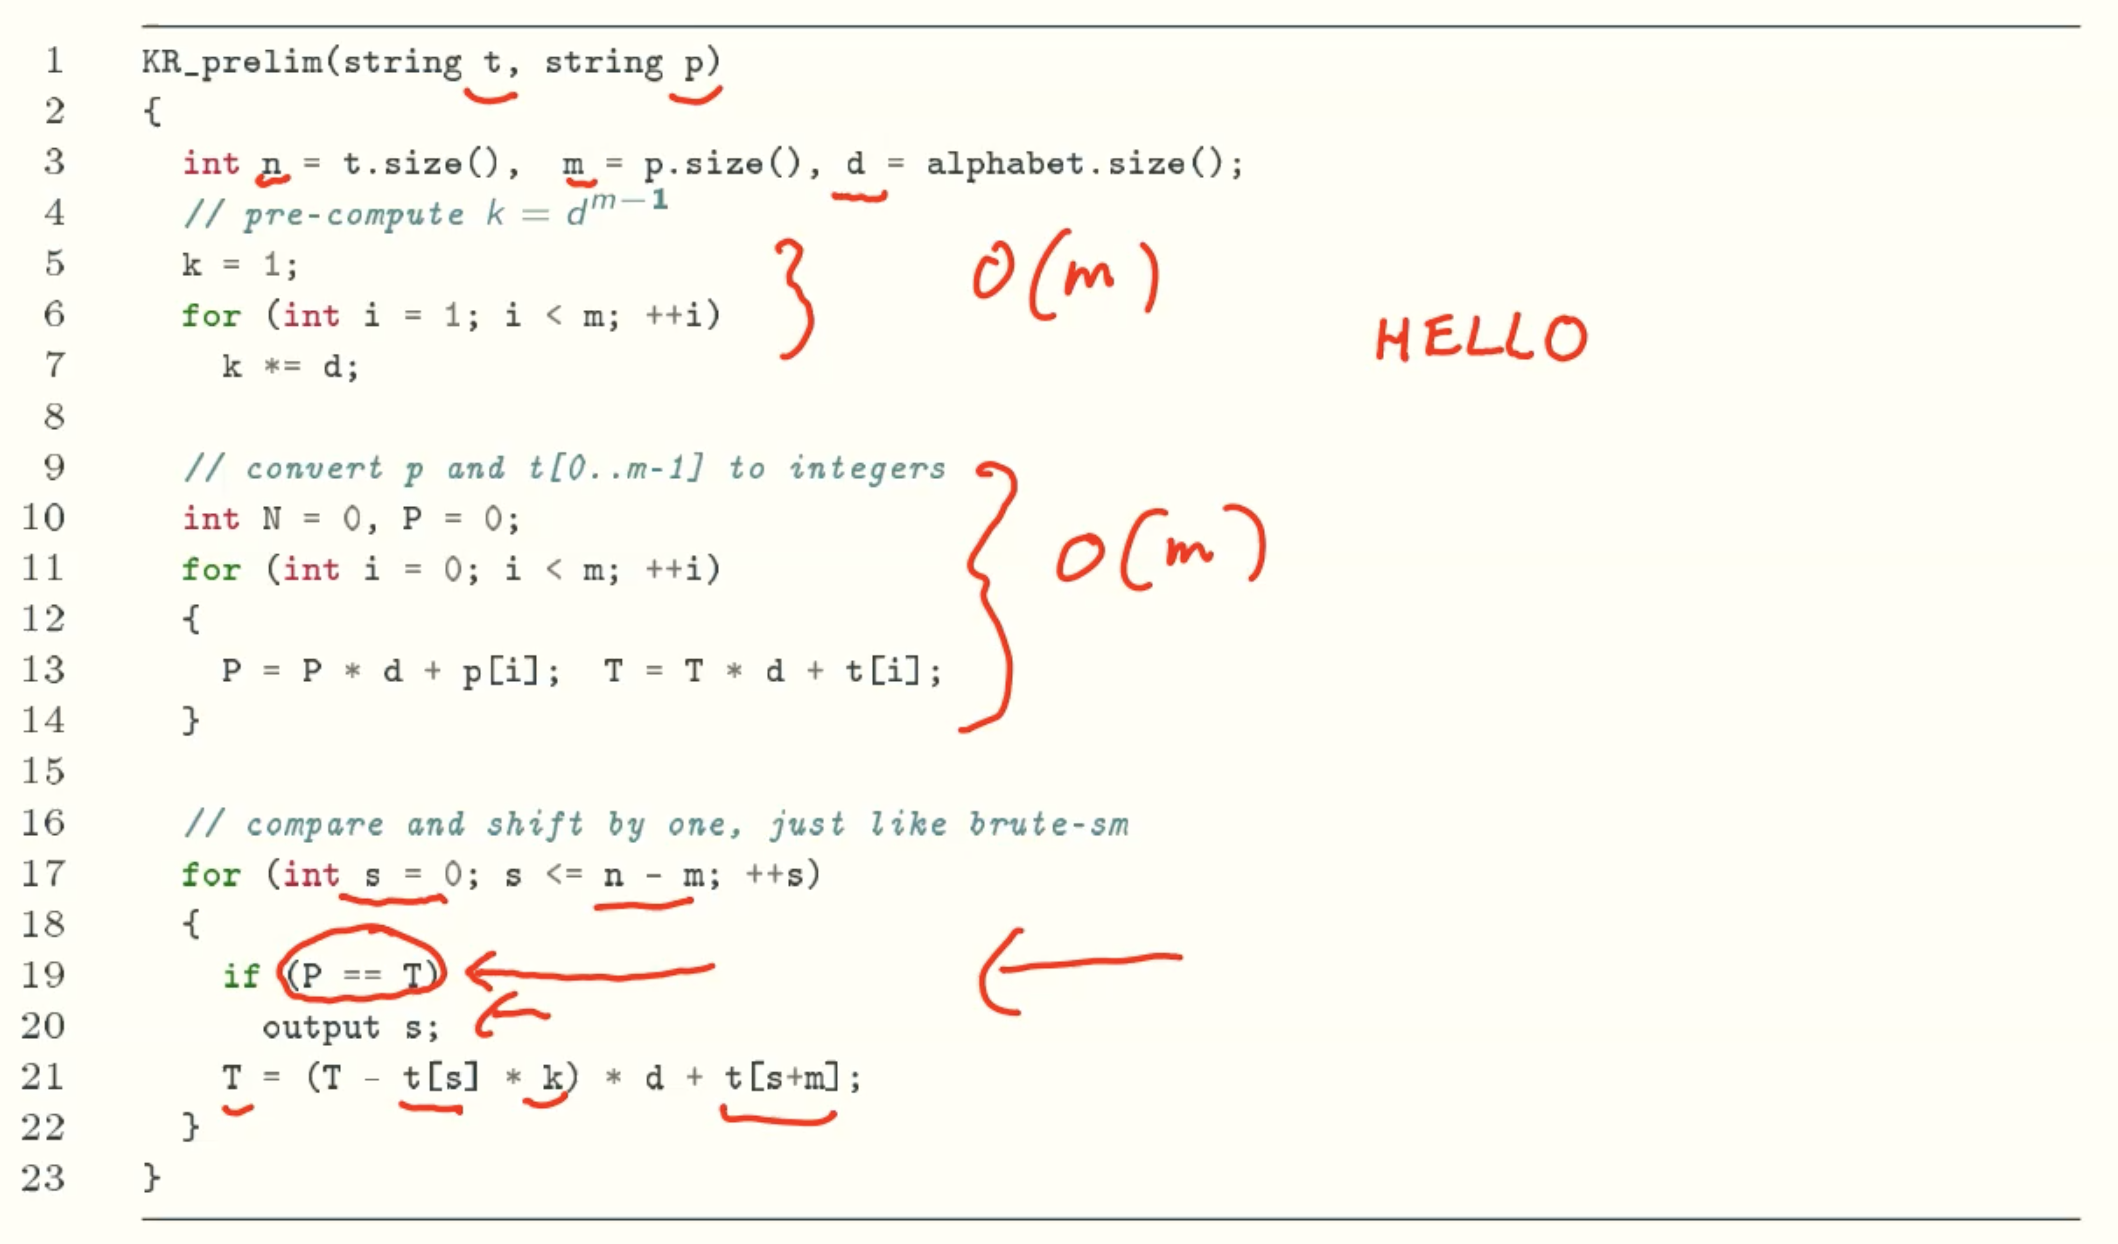 1 KR_prelim(string t, string p)
2 {
3 int n = t.size(), m = p.size(), d = alphabet.size();
4 // pre-compute k = d^{m-1}
5 k = 1;
O(m)
6 for (int i = 1; i < m; ++i)
HELLO
7 k *= d;
8
9 // convert p and t[0..m-1] to integers
10 int N = 0, P = 0;
11 for (int i = 0; i < m; ++i)
O(m)
12 {
13 P = P * d + p[i]; T = T * d + t[i];
14 }
15
16 // compare and shift by one, just like brute-sm
17 for (int s = 0; s <= n - m; ++s)
18 {
19 if (P == T)
20 output s;
21 T = (T - t[s] * k) * d + t[s+m];
22 }
23 }